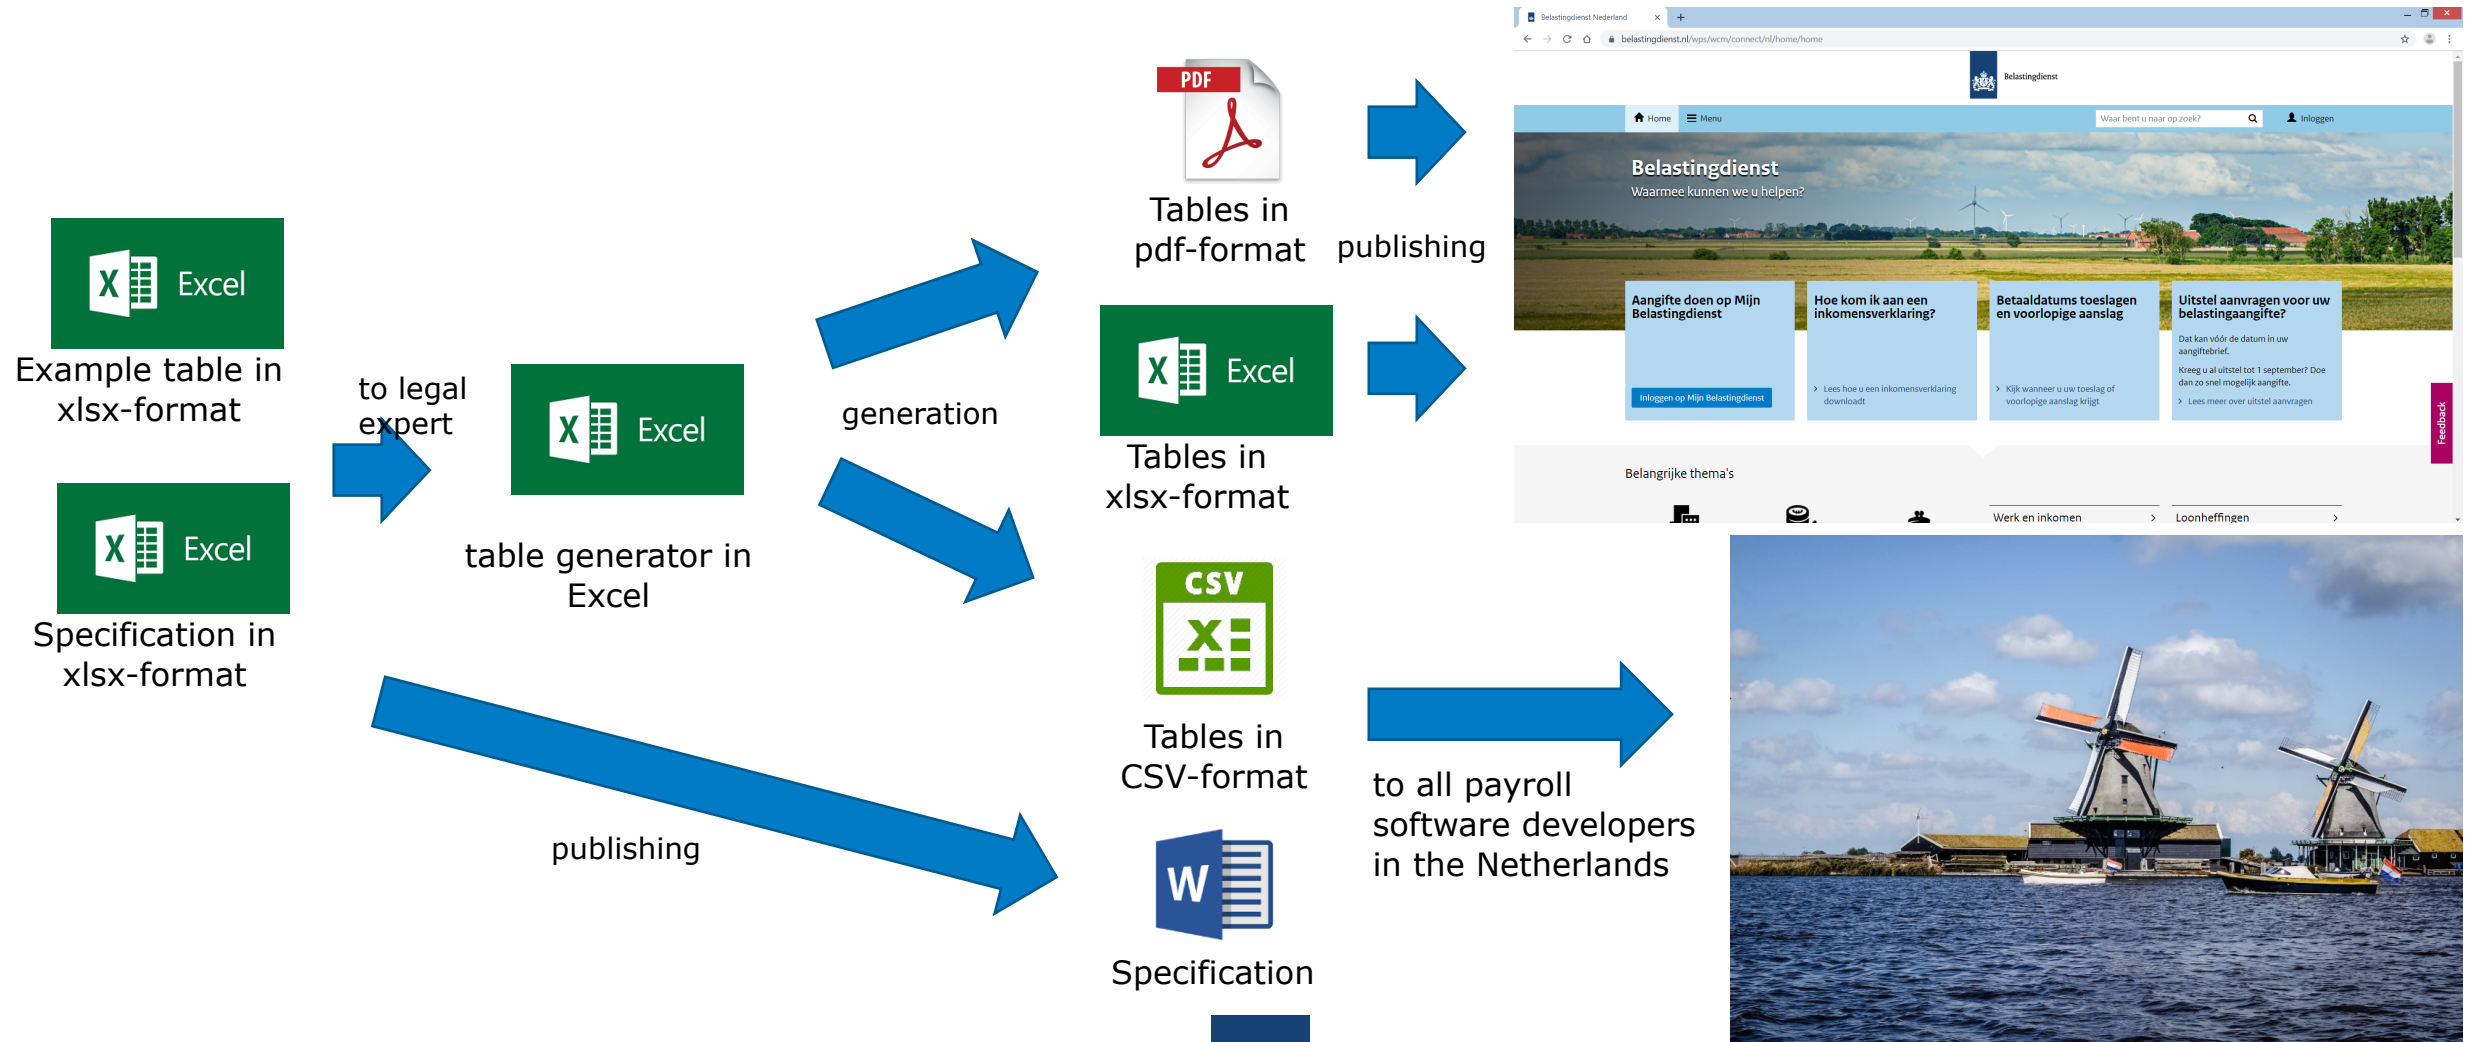 Excel
Example table in
xlsx-format
Excel
Specification in
xlsx-format
to legal
expert
Excel
table generator in
Excel
generation
publishing
PDF
Tables in
pdf-format
publishing
Excel
Tables in
xlsx-format
CSV
X
Tables in
CSV-format
W
Specification
to all payroll
software developers
in the Netherlands
Belastingdienst Nederland
belastingdienst.nl/wps/wcm/connect/nl/home/home
Belastingdienst
Home Menu Waar bent u naar op zoek? Inloggen
Belastingdienst
Waarmee kunnen we u helpen?
Aangifte doen op Mijn
Belastingdienst
Inloggen op Mijn Belastingdienst
Hoe kom ik aan een
inkomensverklaring?
Lees hoe u een inkomensverklaring
downloadt
Betaaldatums toeslagen
en voorlopige aanslag
Kijk wanneer u uw toeslag of
voorlopige aanslag krijgt
Uitstel aanvragen voor uw
belastingaangifte?
Dat kan vóór de datum in uw
aangiftebrief.
Kreeg u al uitstel tot 1 september? Doe
dan zo snel mogelijk aangifte.
Lees meer over uitstel aanvragen
Feedback
Belangrijke thema's
Werk en inkomen
Loonheffingen